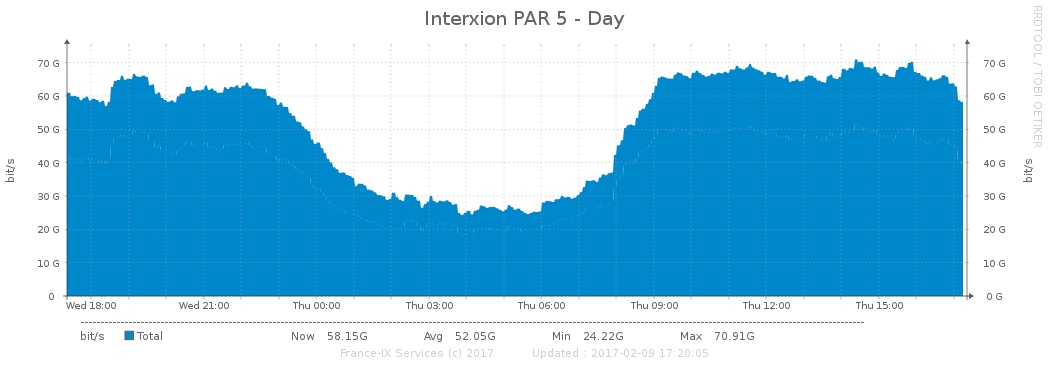 Interxion PAR 5 - Day
RRDTOOL / TOBI OETIKER
70 G 70 G
60 G 60 G
50 G 50 G
40 G 40 G
30 G 30 G
20 G 20 G
10 G 10 G
0 0 G
bit/s bit/s
Wed 18:00 Wed 21:00 Thu 00:00 Thu 03:00 Thu 06:00 Thu 09:00 Thu 12:00 Thu 15:00
bit/s Total Now 58.15G Avg 52.05G Min 24.22G Max 70.91G
France-IX Services (c) 2017 Updated : 2017-02-09 17:20:05